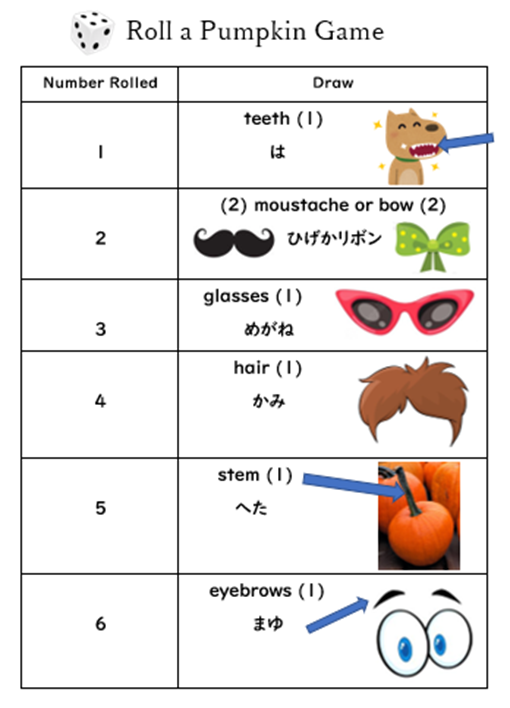 Roll a Pumpkin Game
Number Rolled
Draw
1
teeth (1)
は
2
(2) moustache or bow (2)
ひげかリボン
3
glasses (1)
めがね
4
hair (1)
かみ
5
stem (1)
へた
6
eyebrows (1)
まゆ